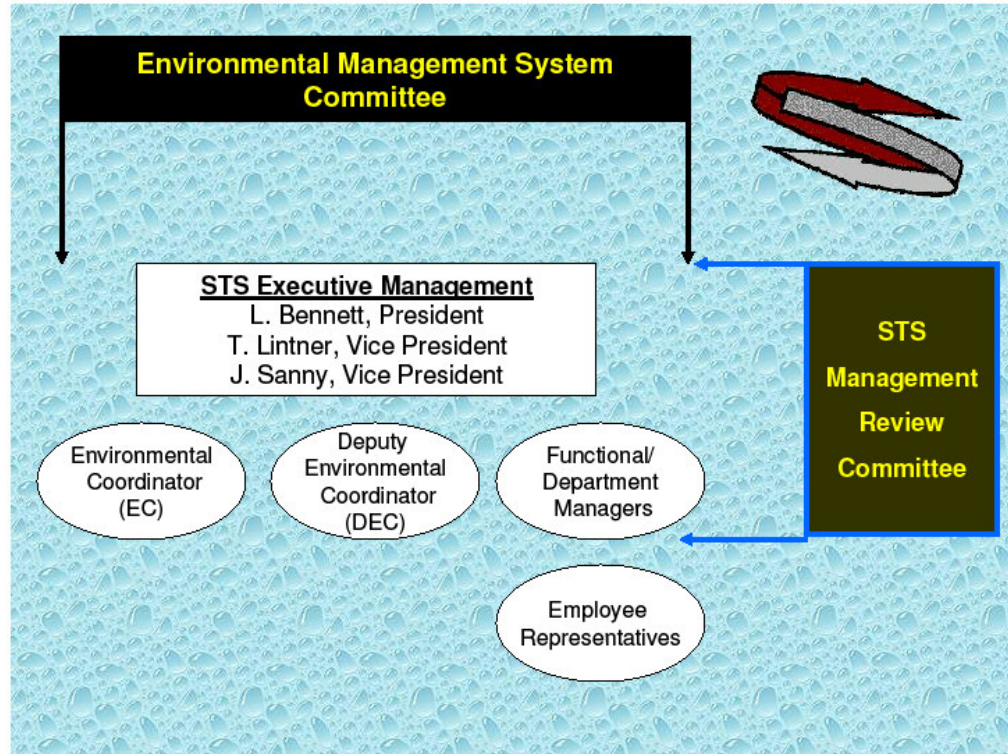 Environmental Management System
Committee
STS Executive Management
L. Bennett, President
T. Lintner, Vice President
J. Sanny, Vice President
Environmental
Coordinator
(EC)
Deputy
Environmental
Coordinator
(DEC)
Functional/
Department
Managers
Employee
Representatives
STS
Management
Review
Committee